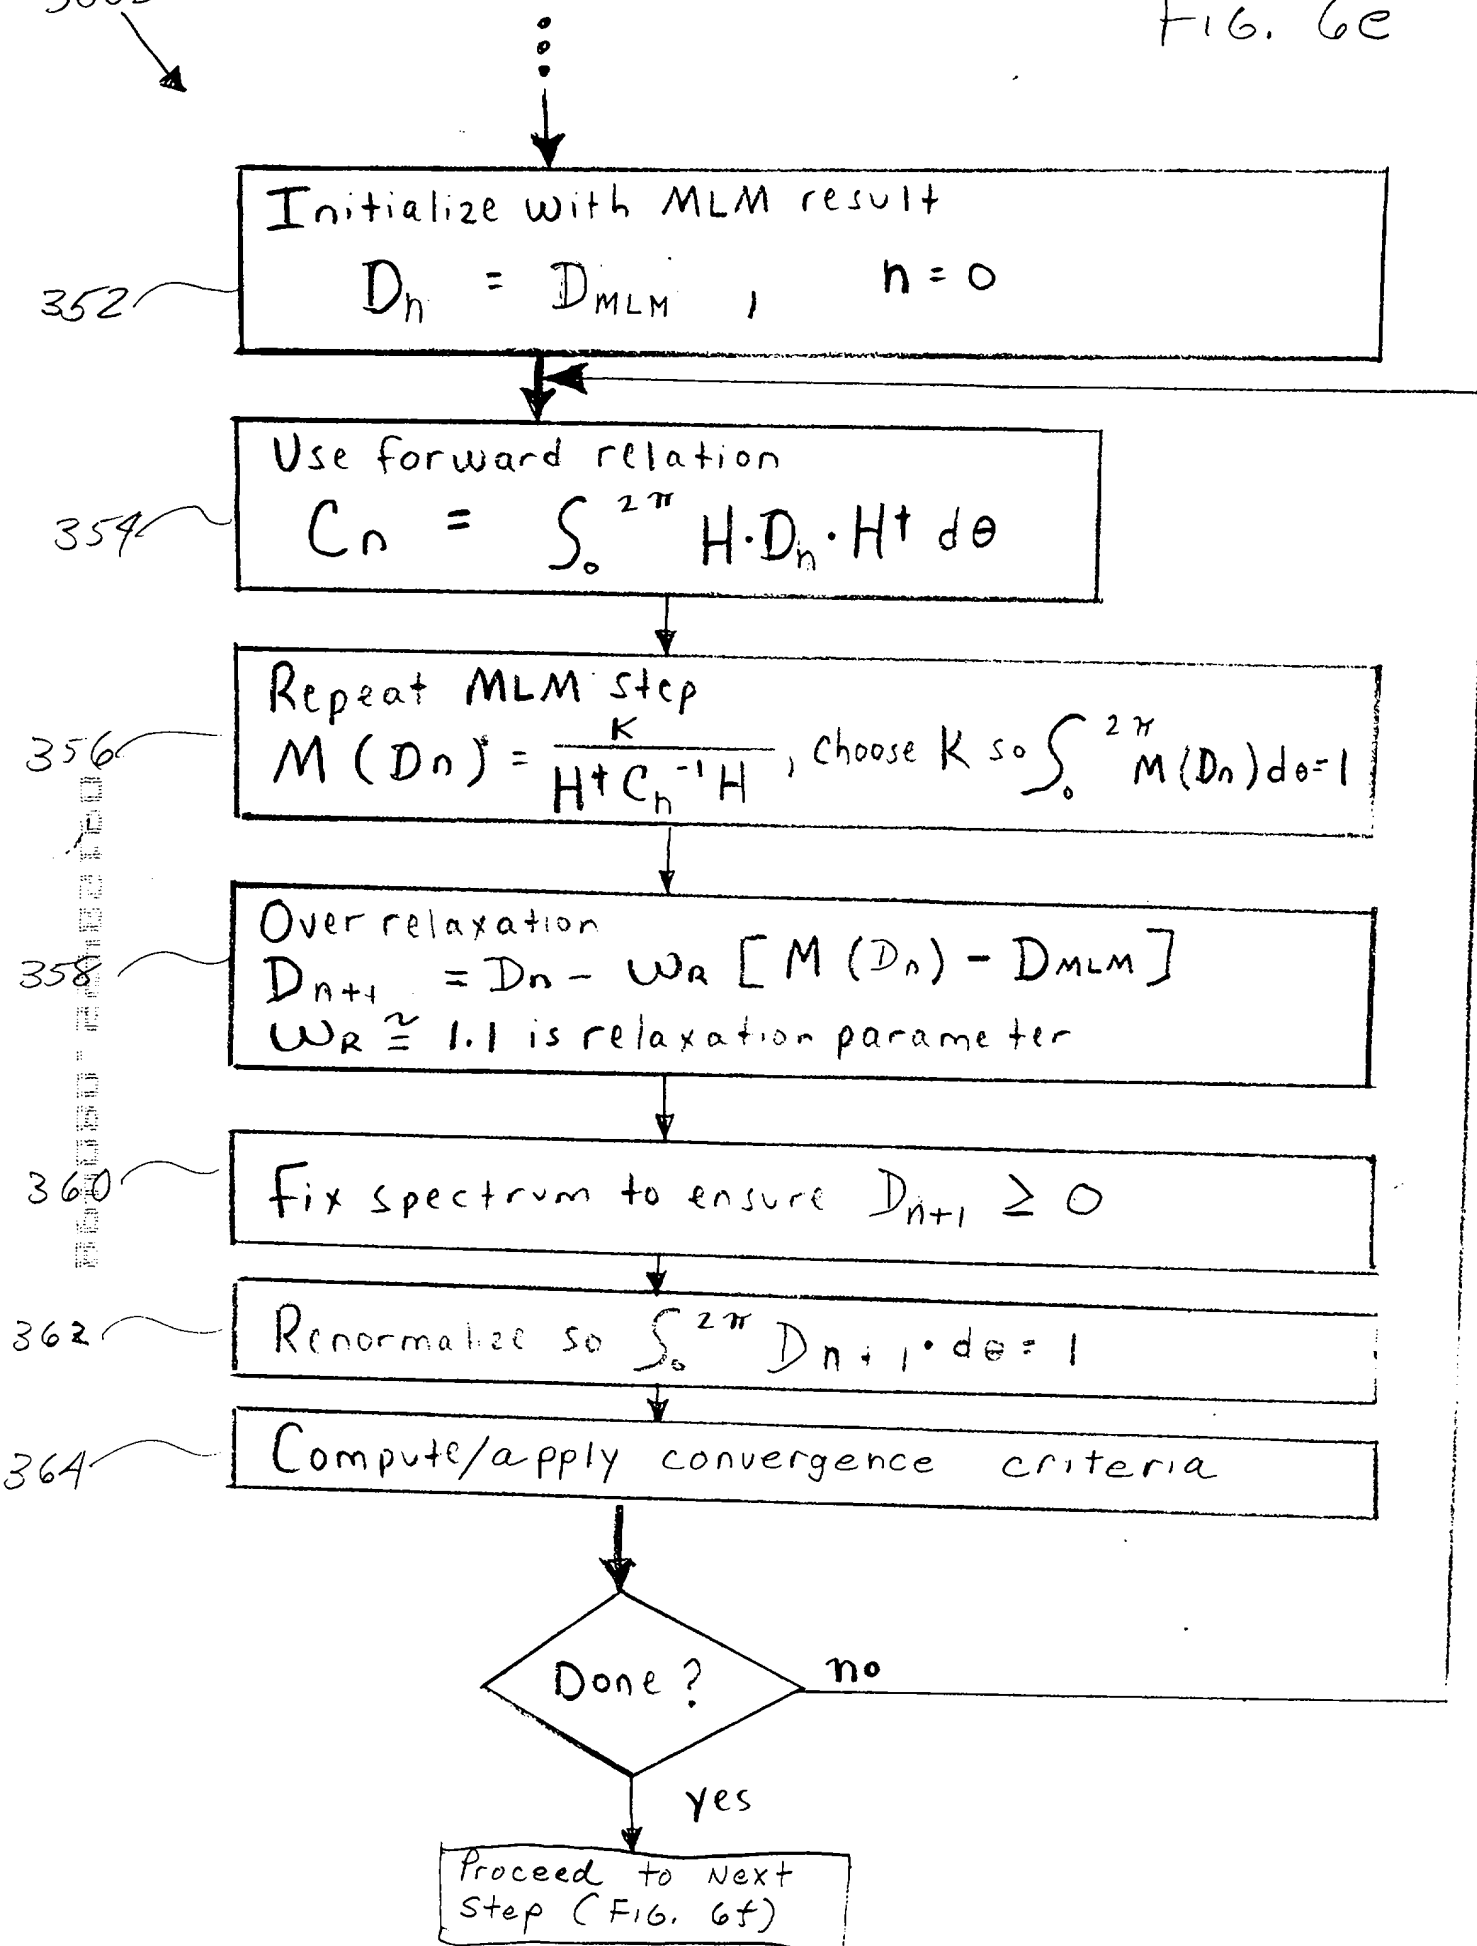 FIG. 6e
Initialize with MLM result
Dn = DMLM , n = 0
352
Use forward relation
Cn = ∫₀ 2π H·Dn·H† dθ
354
Repeat MLM step
M (Dn) = K / H† Cn⁻¹ H , choose K so ∫₀ 2π M(Dn) dθ = 1
356
Over relaxation
Dn+1 = Dn - ωR [ M (Dn) - DMLM ]
358
ωR ≅ 1.1 is relaxation parameter
Fix spectrum to ensure Dn+1 ≥ 0
360
Renormalize so ∫₀ 2π Dn+1 · dθ = 1
362
Compute/apply convergence criteria
364
Done ? no
yes
Proceed to Next
Step (FIG. 6f)